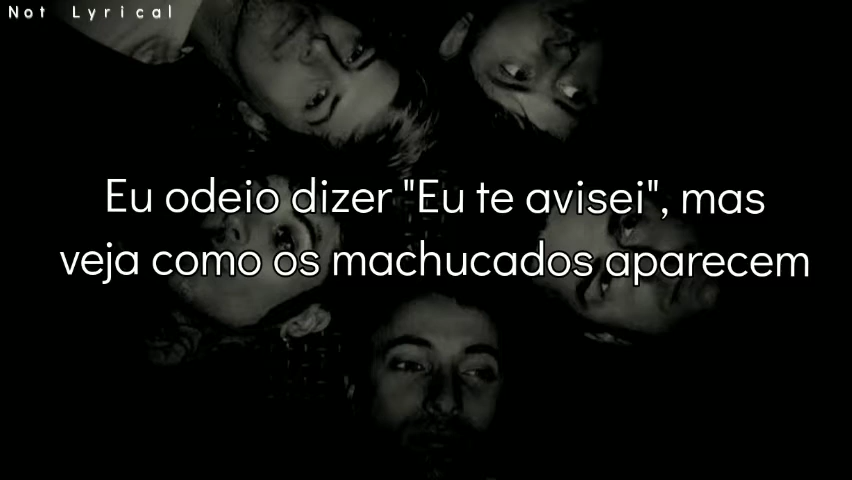 Not Lyrical
Eu odeio dizer "Eu te avisei", mas
veja como os machucados aparecem